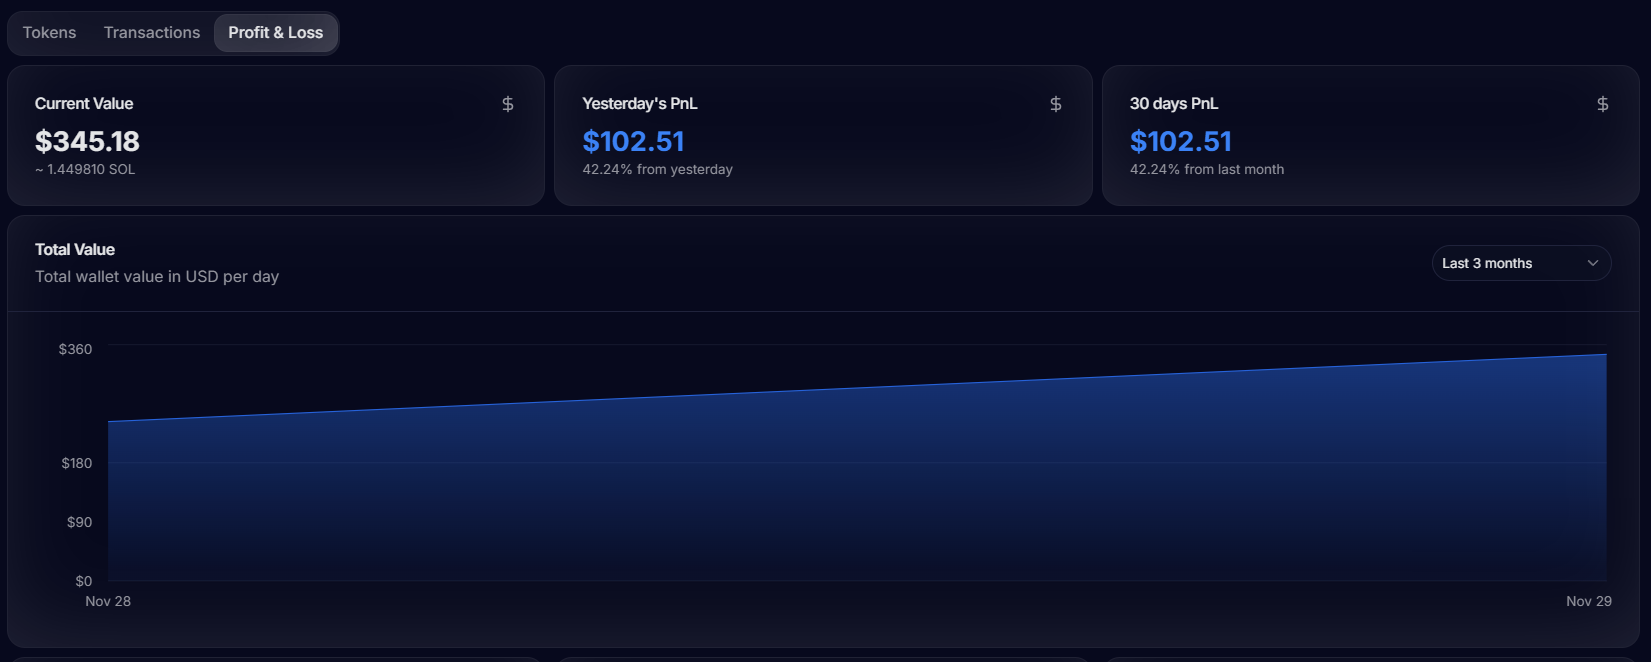 Tokens Transactions Profit & Loss
Current Value $
$345.18
~ 1.449810 SOL
Yesterday's PnL $
$102.51
42.24% from yesterday
30 days PnL $
$102.51
42.24% from last month
Total Value
Total wallet value in USD per day
Last 3 months
$360
$180
$90
$0
Nov 28 Nov 29